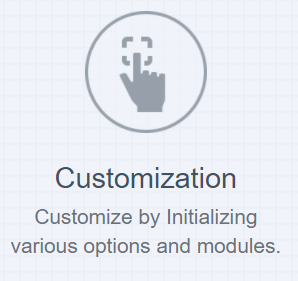 Customization
Customize by Initializing
various options and modules.